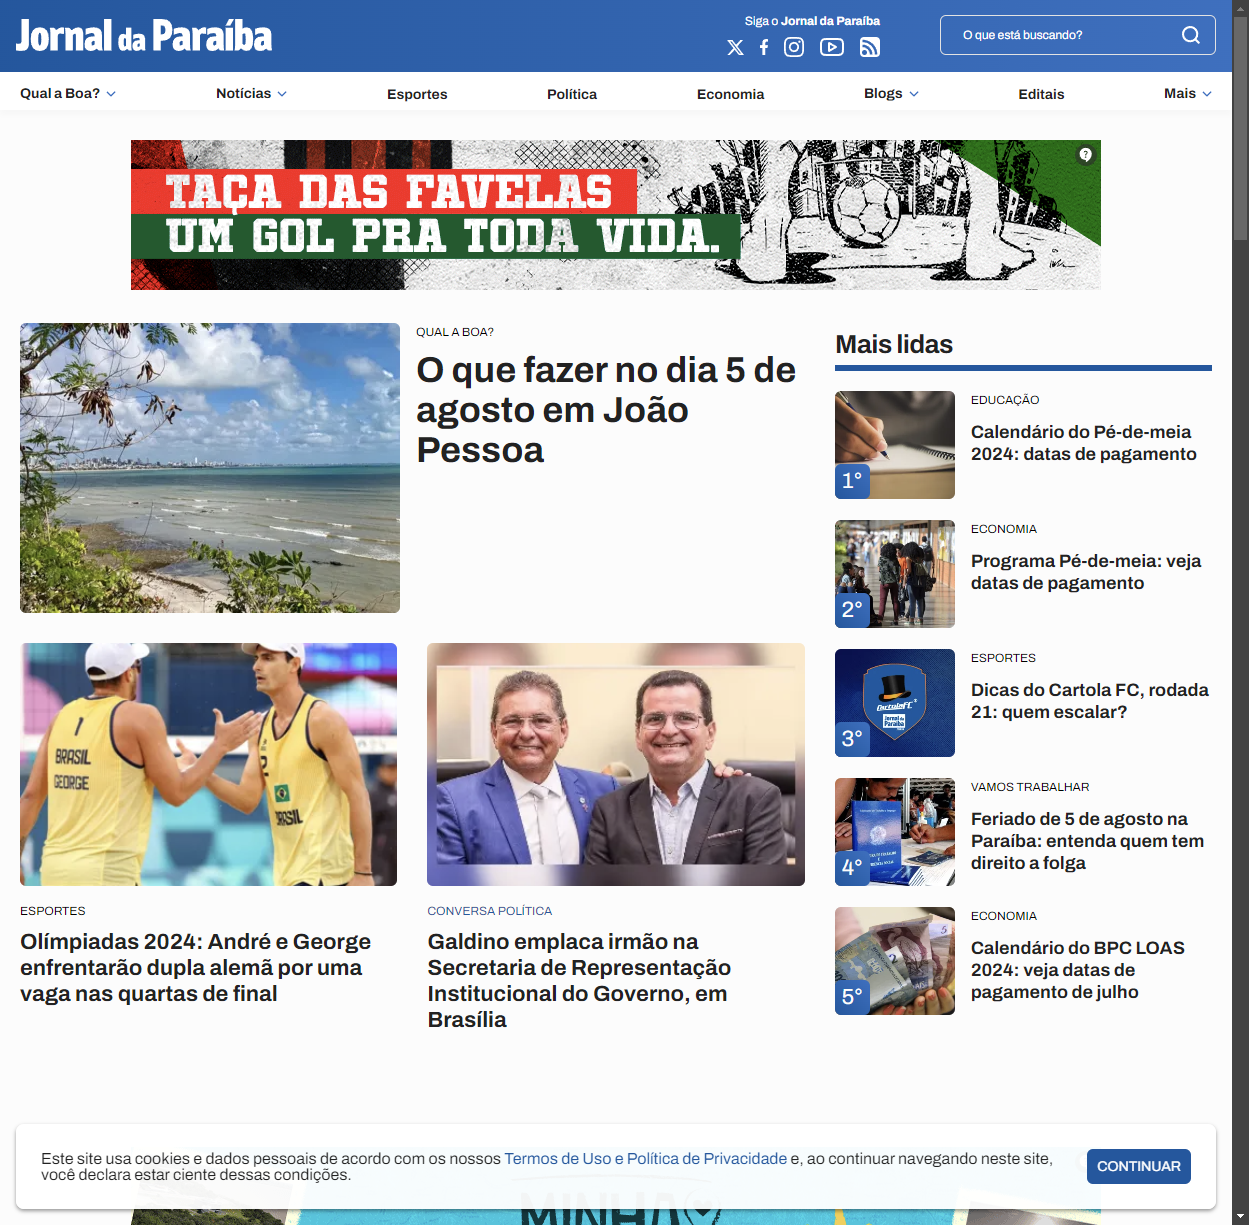 Jornal da Paraíba
Siga o Jornal da Paraíba
O que está buscando?
Qual a Boa?
Notícias
Esportes
Política
Economia
Blogs
Editais
Mais
TAÇA DAS FAVELAS
UM GOL PRA TODA VIDA.
QUAL A BOA?
O que fazer no dia 5 de
agosto em João
Pessoa
Mais lidas
1°
EDUCAÇÃO
Calendário do Pé-de-meia
2024: datas de pagamento
2°
ECONOMIA
Programa Pé-de-meia: veja
datas de pagamento
3°
CartolaFC
Jornal da
Paraíba
ESPORTES
Dicas do Cartola FC, rodada
21: quem escalar?
4°
VAMOS TRABALHAR
Feriado de 5 de agosto na
Paraíba: entenda quem tem
direito a folga
5°
ECONOMIA
Calendário do BPC LOAS
2024: veja datas de
pagamento de julho
BRASIL
GEORGE
BRASIL
ESPORTES
Olímpiadas 2024: André e George
enfrentarão dupla alemã por uma
vaga nas quartas de final
CONVERSA POLÍTICA
Galdino emplaca irmão na
Secretaria de Representação
Institucional do Governo, em
Brasília
Este site usa cookies e dados pessoais de acordo com os nossos Termos de Uso e Política de Privacidade e, ao continuar navegando neste site,
você declara estar ciente dessas condições.
CONTINUAR
MINHA